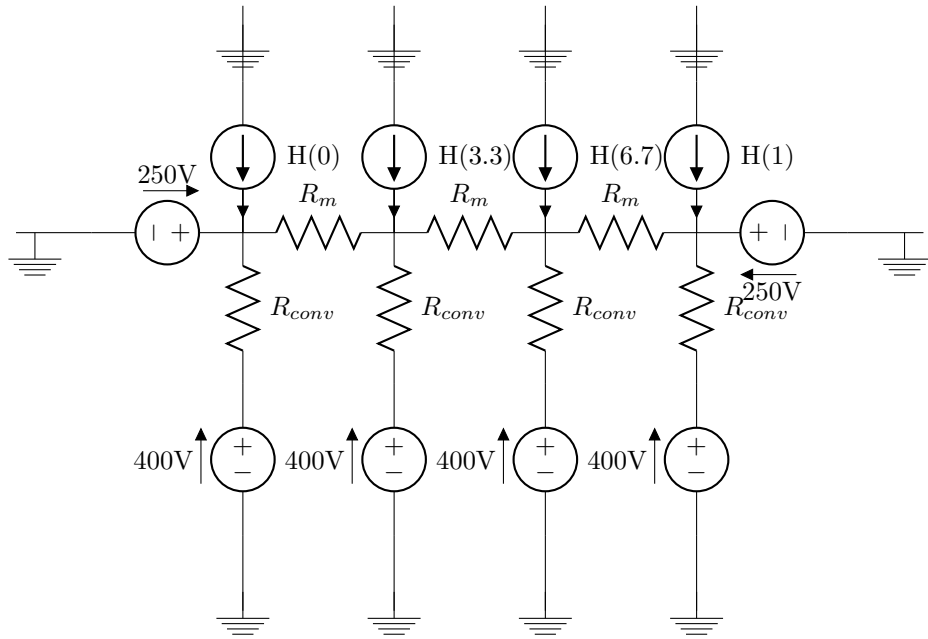 H(0)
H(3.3)
H(6.7)
H(1)
250V
R_m
R_m
R_m
− +
+ −
250V
R_conv
R_conv
R_conv
R_conv
400V
+
−
400V
+
−
400V
+
−
400V
+
−